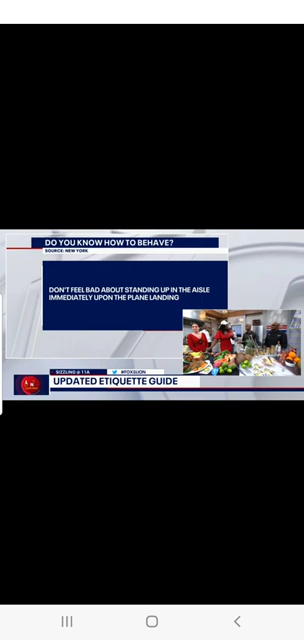 DO YOU KNOW HOW TO BEHAVE?
SOURCE: NEW YORK
DON'T FEEL BAD ABOUT STANDING UP IN THE AISLE
IMMEDIATELY UPON THE PLANE LANDING
SIZZLING @ 11A
UPDATED ETIQUETTE GUIDE